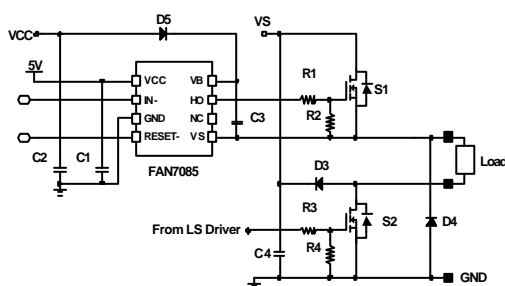 D5
VCC
VS
5V
VCC
VB
IN-
HO
GND
NC
RESET-
VS
FAN7085
C2
C1
C3
R1
R2
S1
Load
D3
R3
S2
D4
From LS Driver
R4
C4
GND